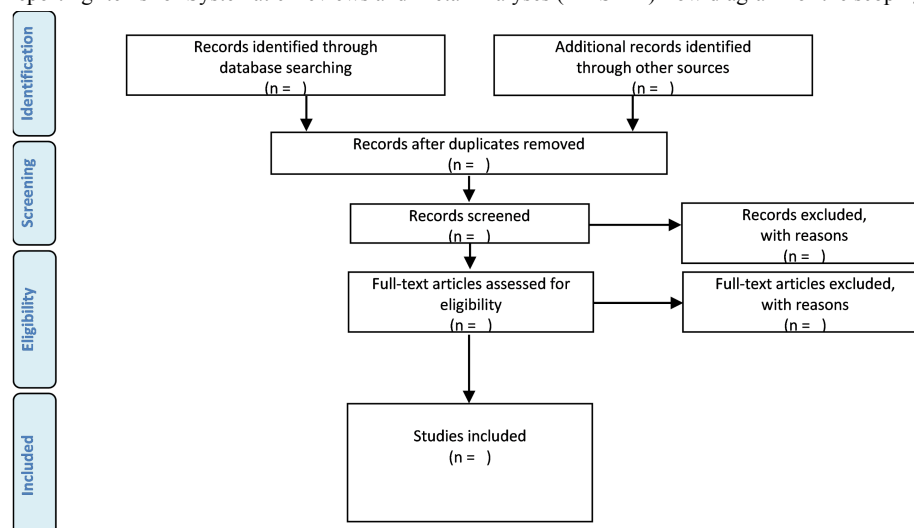 Identification
Records identified through
database searching
(n =   )
Additional records identified
through other sources
(n =   )
Records after duplicates removed
(n =   )
Screening
Records screened
(n =   )
Records excluded,
with reasons
(n =   )
Eligibility
Full-text articles assessed for
eligibility
(n =   )
Full-text articles excluded,
with reasons
(n =   )
Included
Studies included
(n =   )